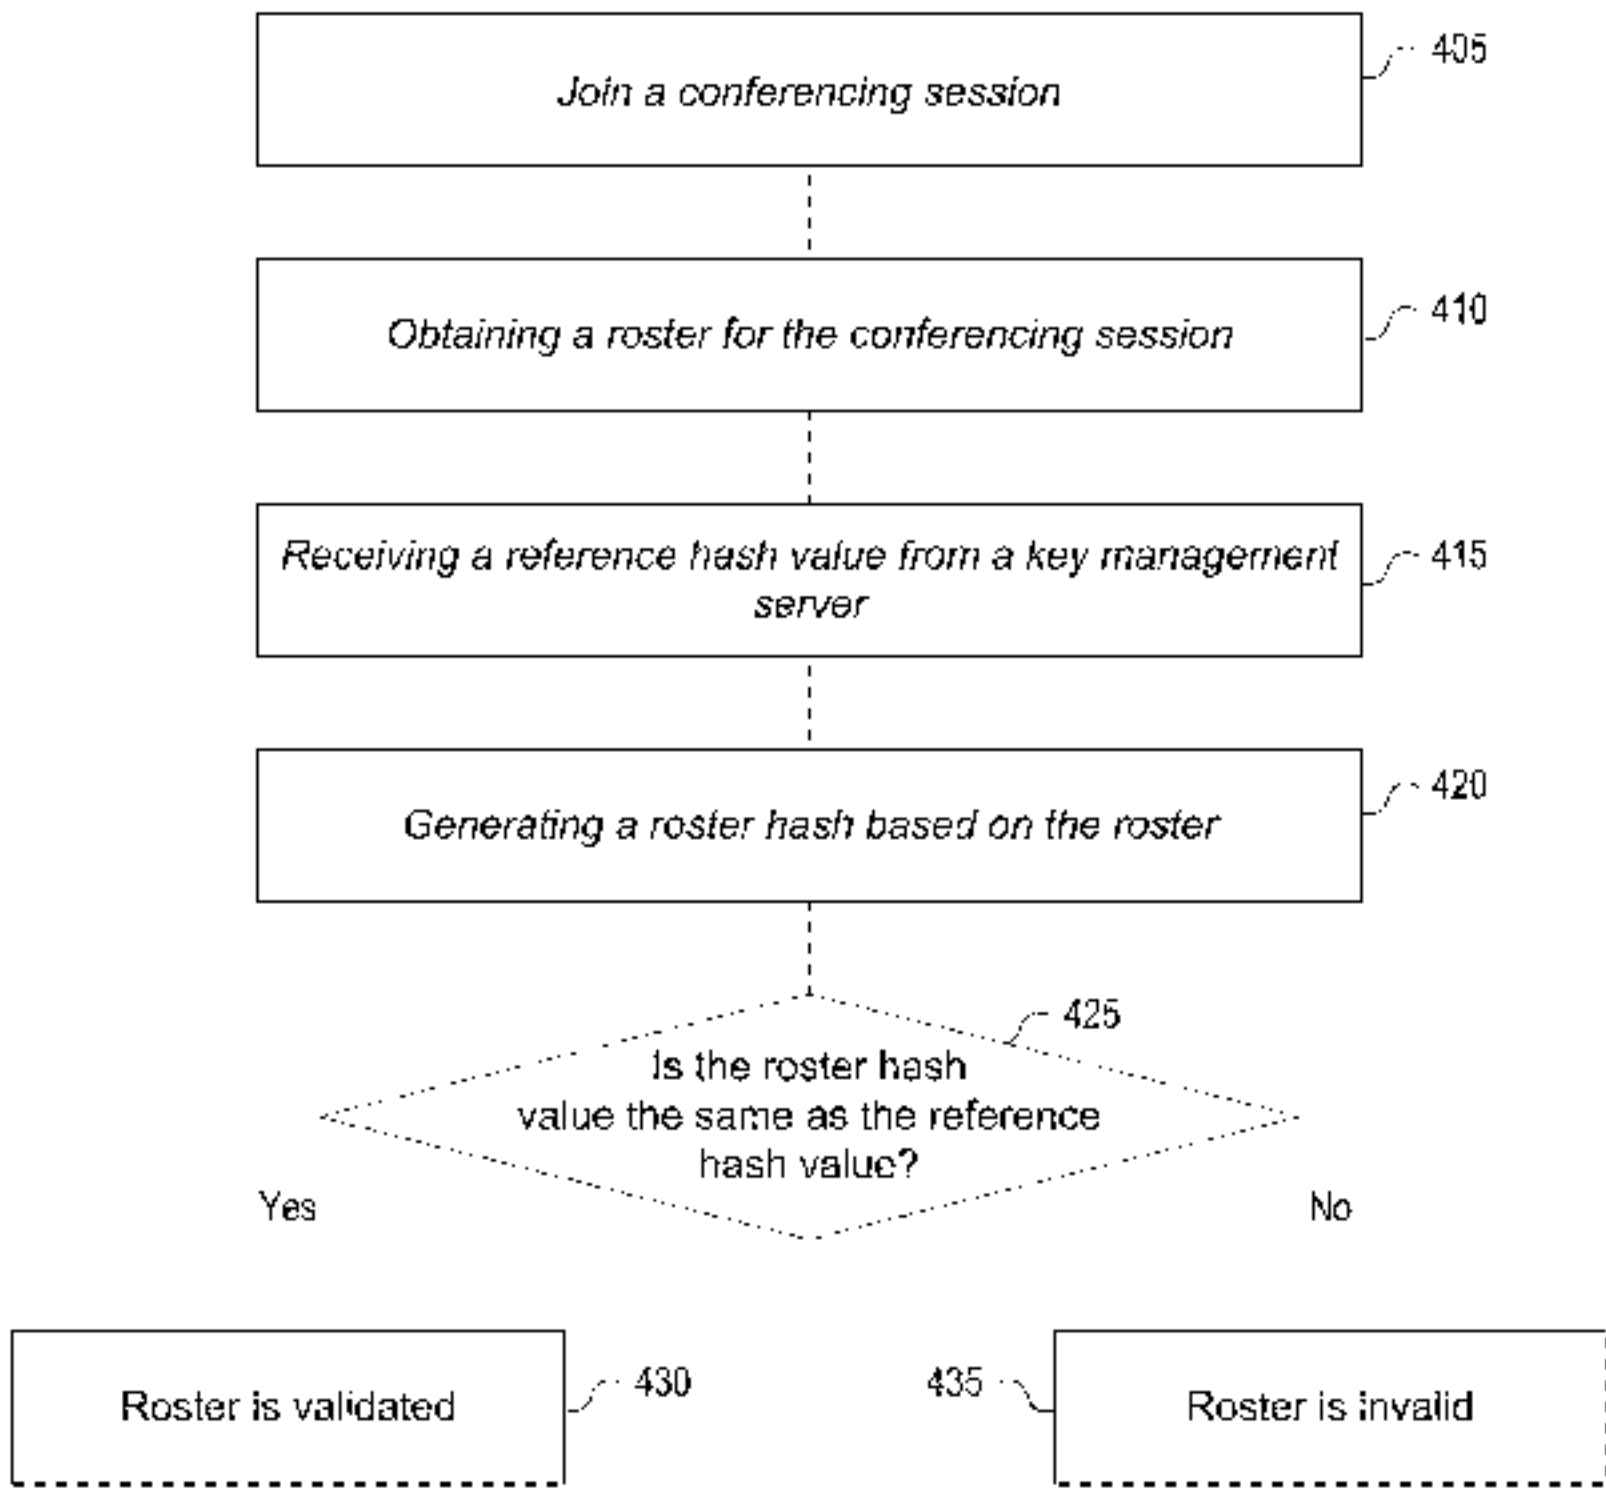 Join a conferencing session
405
Obtaining a roster for the conferencing session
410
Receiving a reference hash value from a key management
server
415
Generating a roster hash based on the roster
420
425
Is the roster hash
value the same as the reference
hash value?
Yes
No
Roster is validated
430
435
Roster is invalid